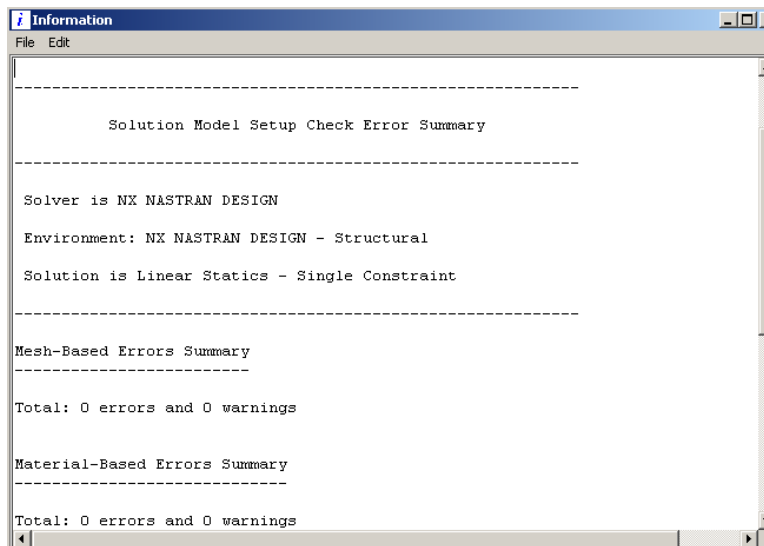 Information
File Edit
------------------------------------------------------------
Solution Model Setup Check Error Summary
------------------------------------------------------------
Solver is NX NASTRAN DESIGN
Environment: NX NASTRAN DESIGN - Structural
Solution is Linear Statics - Single Constraint
------------------------------------------------------------
Mesh-Based Errors Summary
-------------------------
Total: 0 errors and 0 warnings
Material-Based Errors Summary
-----------------------------
Total: 0 errors and 0 warnings